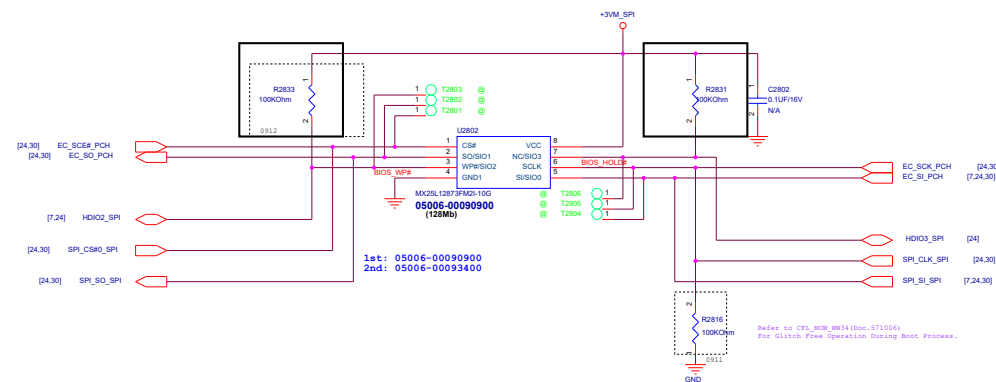 +3VM_SPI
1
R2833
100KOhm
2
0912
1 T2803 @
1 T2802 @
1 T2801 @
1
R2831
100KOhm
2
1
C2802
0.1UF/16V
2
N/A
U2802
[24,30] EC_SCE#_PCH
[24,30] EC_SO_PCH
1 CS# VCC 8
2 SO/SIO1 NC/SIO3 7
3 WP#/SIO2 SCLK 6
4 GND1 SI/SIO0 5
BIOS_WP#
BIOS_HOLD#
EC_SCK_PCH [24,30]
EC_SI_PCH [7,24,30]
MX25L12873FM2I-10G
05006-00090900
(128Mb)
@ T2806 1
@ T2805 1
@ T2804 1
[7,24] HDIO2_SPI
HDIO3_SPI [24]
[24,30] SPI_CS#0_SPI
SPI_CLK_SPI [24,30]
1st: 05006-00090900
2nd: 05006-00093400
[24,30] SPI_SO_SPI
SPI_SI_SPI [7,24,30]
2
R2816
100KOhm
1
0911
GND
Refer to CFL_MOW_WW34(Doc.571006)
For Glitch Free Operation During Boot Process.